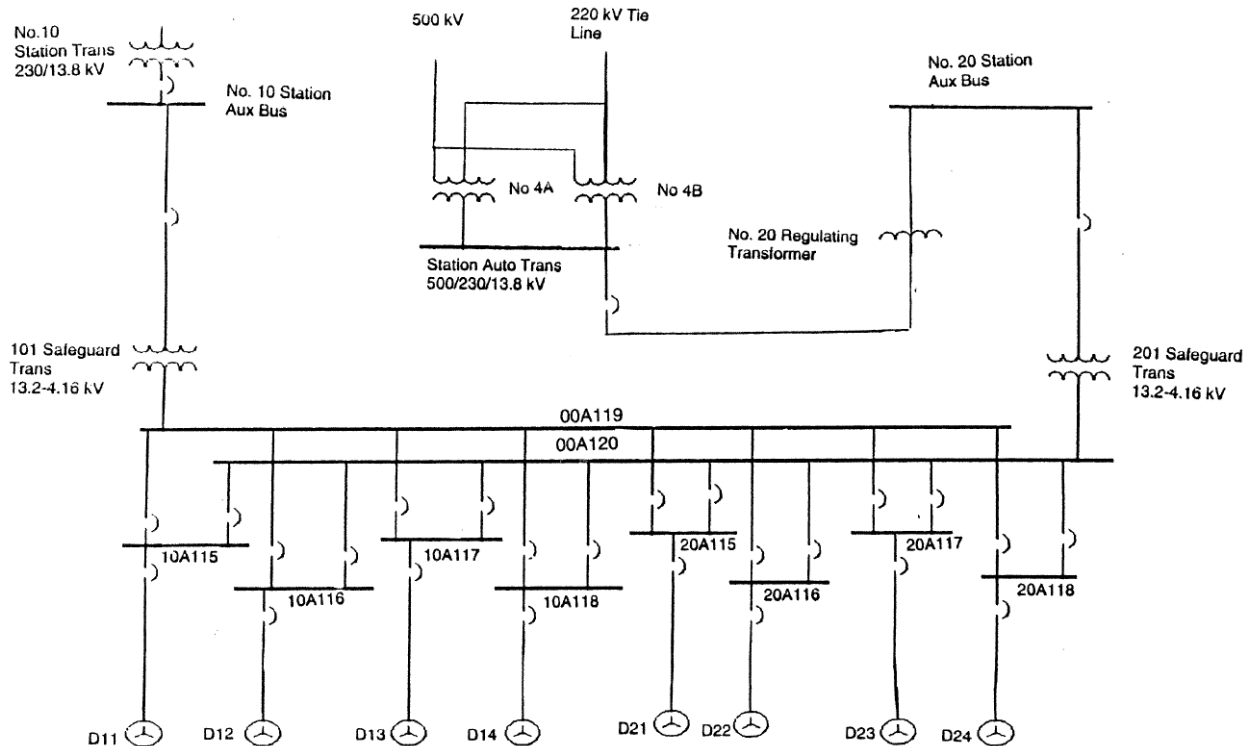 No.10
Station Trans
230/13.8 kV
No. 10 Station
Aux Bus
500 kV
220 kV Tie
Line
No. 20 Station
Aux Bus
No 4A
No 4B
Station Auto Trans
500/230/13.8 kV
No. 20 Regulating
Transformer
101 Safeguard
Trans
13.2-4.16 kV
201 Safeguard
Trans
13.2-4.16 kV
00A119
00A120
10A115
10A116
10A117
10A118
20A115
20A116
20A117
20A118
D11
D12
D13
D14
D21
D22
D23
D24